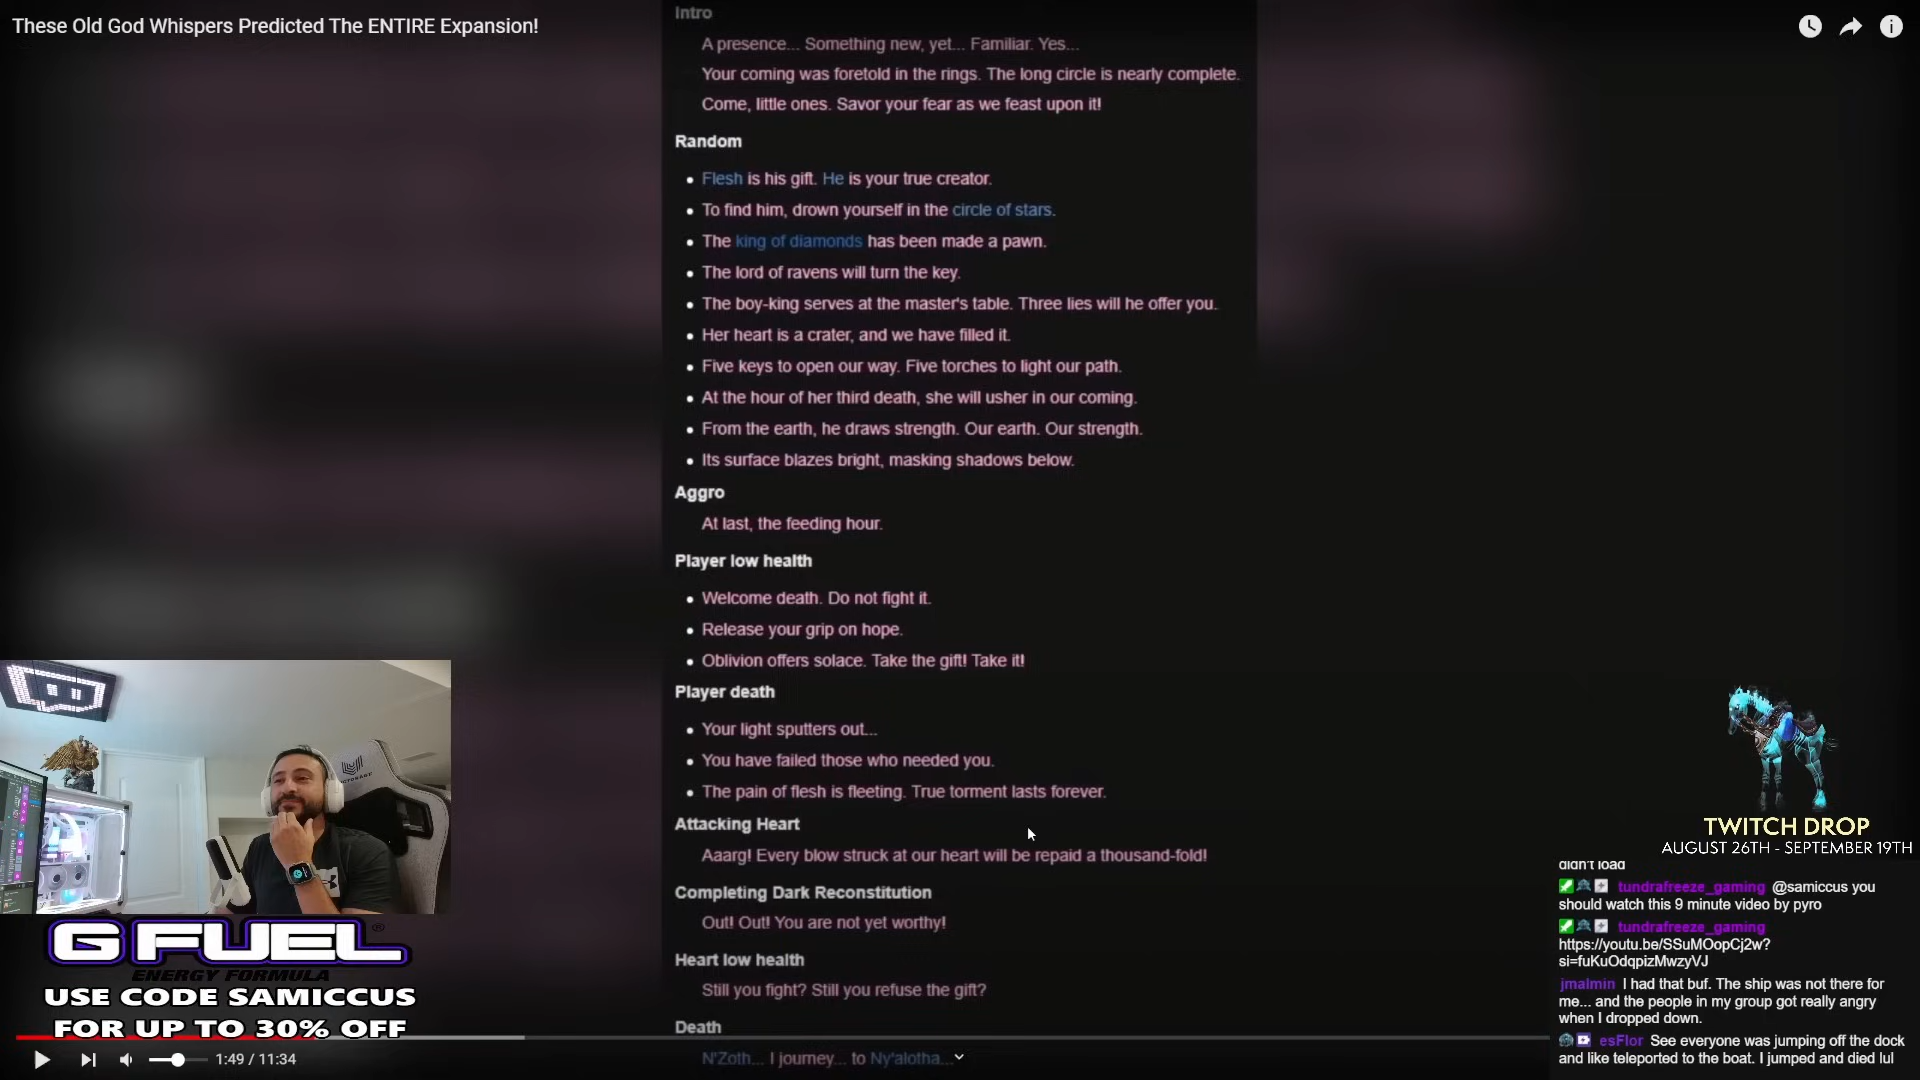 These Old God Whispers Predicted The ENTIRE Expansion!
Intro
A presence... Something new, yet... Familiar. Yes...
Your coming was foretold in the rings. The long circle is nearly complete.
Come, little ones. Savor your fear as we feast upon it!
Random
Flesh is his gift. He is your true creator.
To find him, drown yourself in the circle of stars.
The king of diamonds has been made a pawn.
The lord of ravens will turn the key.
The boy-king serves at the master's table. Three lies will he offer you.
Her heart is a crater, and we have filled it.
Five keys to open our way. Five torches to light our path.
At the hour of her third death, she will usher in our coming.
From the earth, he draws strength. Our earth. Our strength.
Its surface blazes bright, masking shadows below.
Aggro
At last, the feeding hour.
Player low health
Welcome death. Do not fight it.
Release your grip on hope.
Oblivion offers solace. Take the gift! Take it!
Player death
Your light sputters out...
You have failed those who needed you.
The pain of flesh is fleeting. True torment lasts forever.
Attacking Heart
Aaarg! Every blow struck at our heart will be repaid a thousand-fold!
Completing Dark Reconstitution
Out! Out! You are not yet worthy!
Heart low health
Still you fight? Still you refuse the gift?
Death
N'Zoth... I journey... to Ny'alotha...
1:49 / 11:34
G FUEL®
ENERGY FORMULA
USE CODE SAMICCUS
FOR UP TO 30% OFF
TWITCH DROP
AUGUST 26TH - SEPTEMBER 19TH
didn't load
tundrafreeze_gaming @samiccus you
should watch this 9 minute video by pyro
tundrafreeze_gaming
https://youtu.be/SSuMOopCj2w?
si=fuKuOdqpizMwzyVJ
jmalmin I had that buf. The ship was not there for
me... and the people in my group got really angry
when I dropped down.
esFlor See everyone was jumping off the dock
and like teleported to the boat. I jumped and died lul